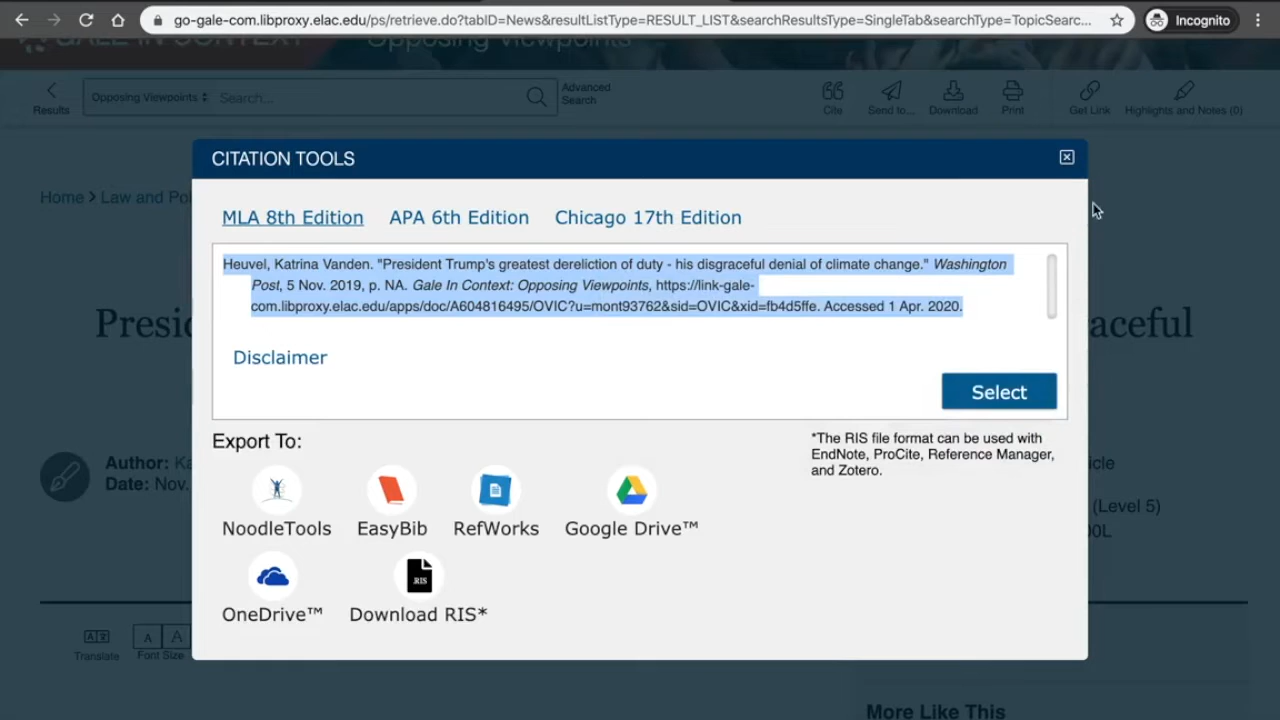 go-gale-com.libproxy.elac.edu/ps/retrieve.do?tabID=News&resultListType=RESULT_LIST&searchResultsType=SingleTab&searchType=TopicSearc...
Incognito
GALE IN CONTEXT Opposing Viewpoints
Results
Opposing Viewpoints
Search...
Advanced Search
Cite
Send to...
Download
Print
Get Link
Highlights and Notes (0)
CITATION TOOLS
Home > Law and Pol
MLA 8th Edition APA 6th Edition Chicago 17th Edition
Heuvel, Katrina Vanden. "President Trump's greatest dereliction of duty - his disgraceful denial of climate change." Washington
Post, 5 Nov. 2019, p. NA. Gale In Context: Opposing Viewpoints, https://link-gale-
com.libproxy.elac.edu/apps/doc/A604816495/OVIC?u=mont93762&sid=OVIC&xid=fb4d5ffe. Accessed 1 Apr. 2020.
Presid
aceful
Disclaimer
Select
Export To:
*The RIS file format can be used with
EndNote, ProCite, Reference Manager,
and Zotero.
Author: Ka
Date: Nov.
icle
(Level 5)
00L
NoodleTools EasyBib RefWorks Google Drive™
.RIS
OneDrive™ Download RIS*
Translate
A A
Font Size
More Like This